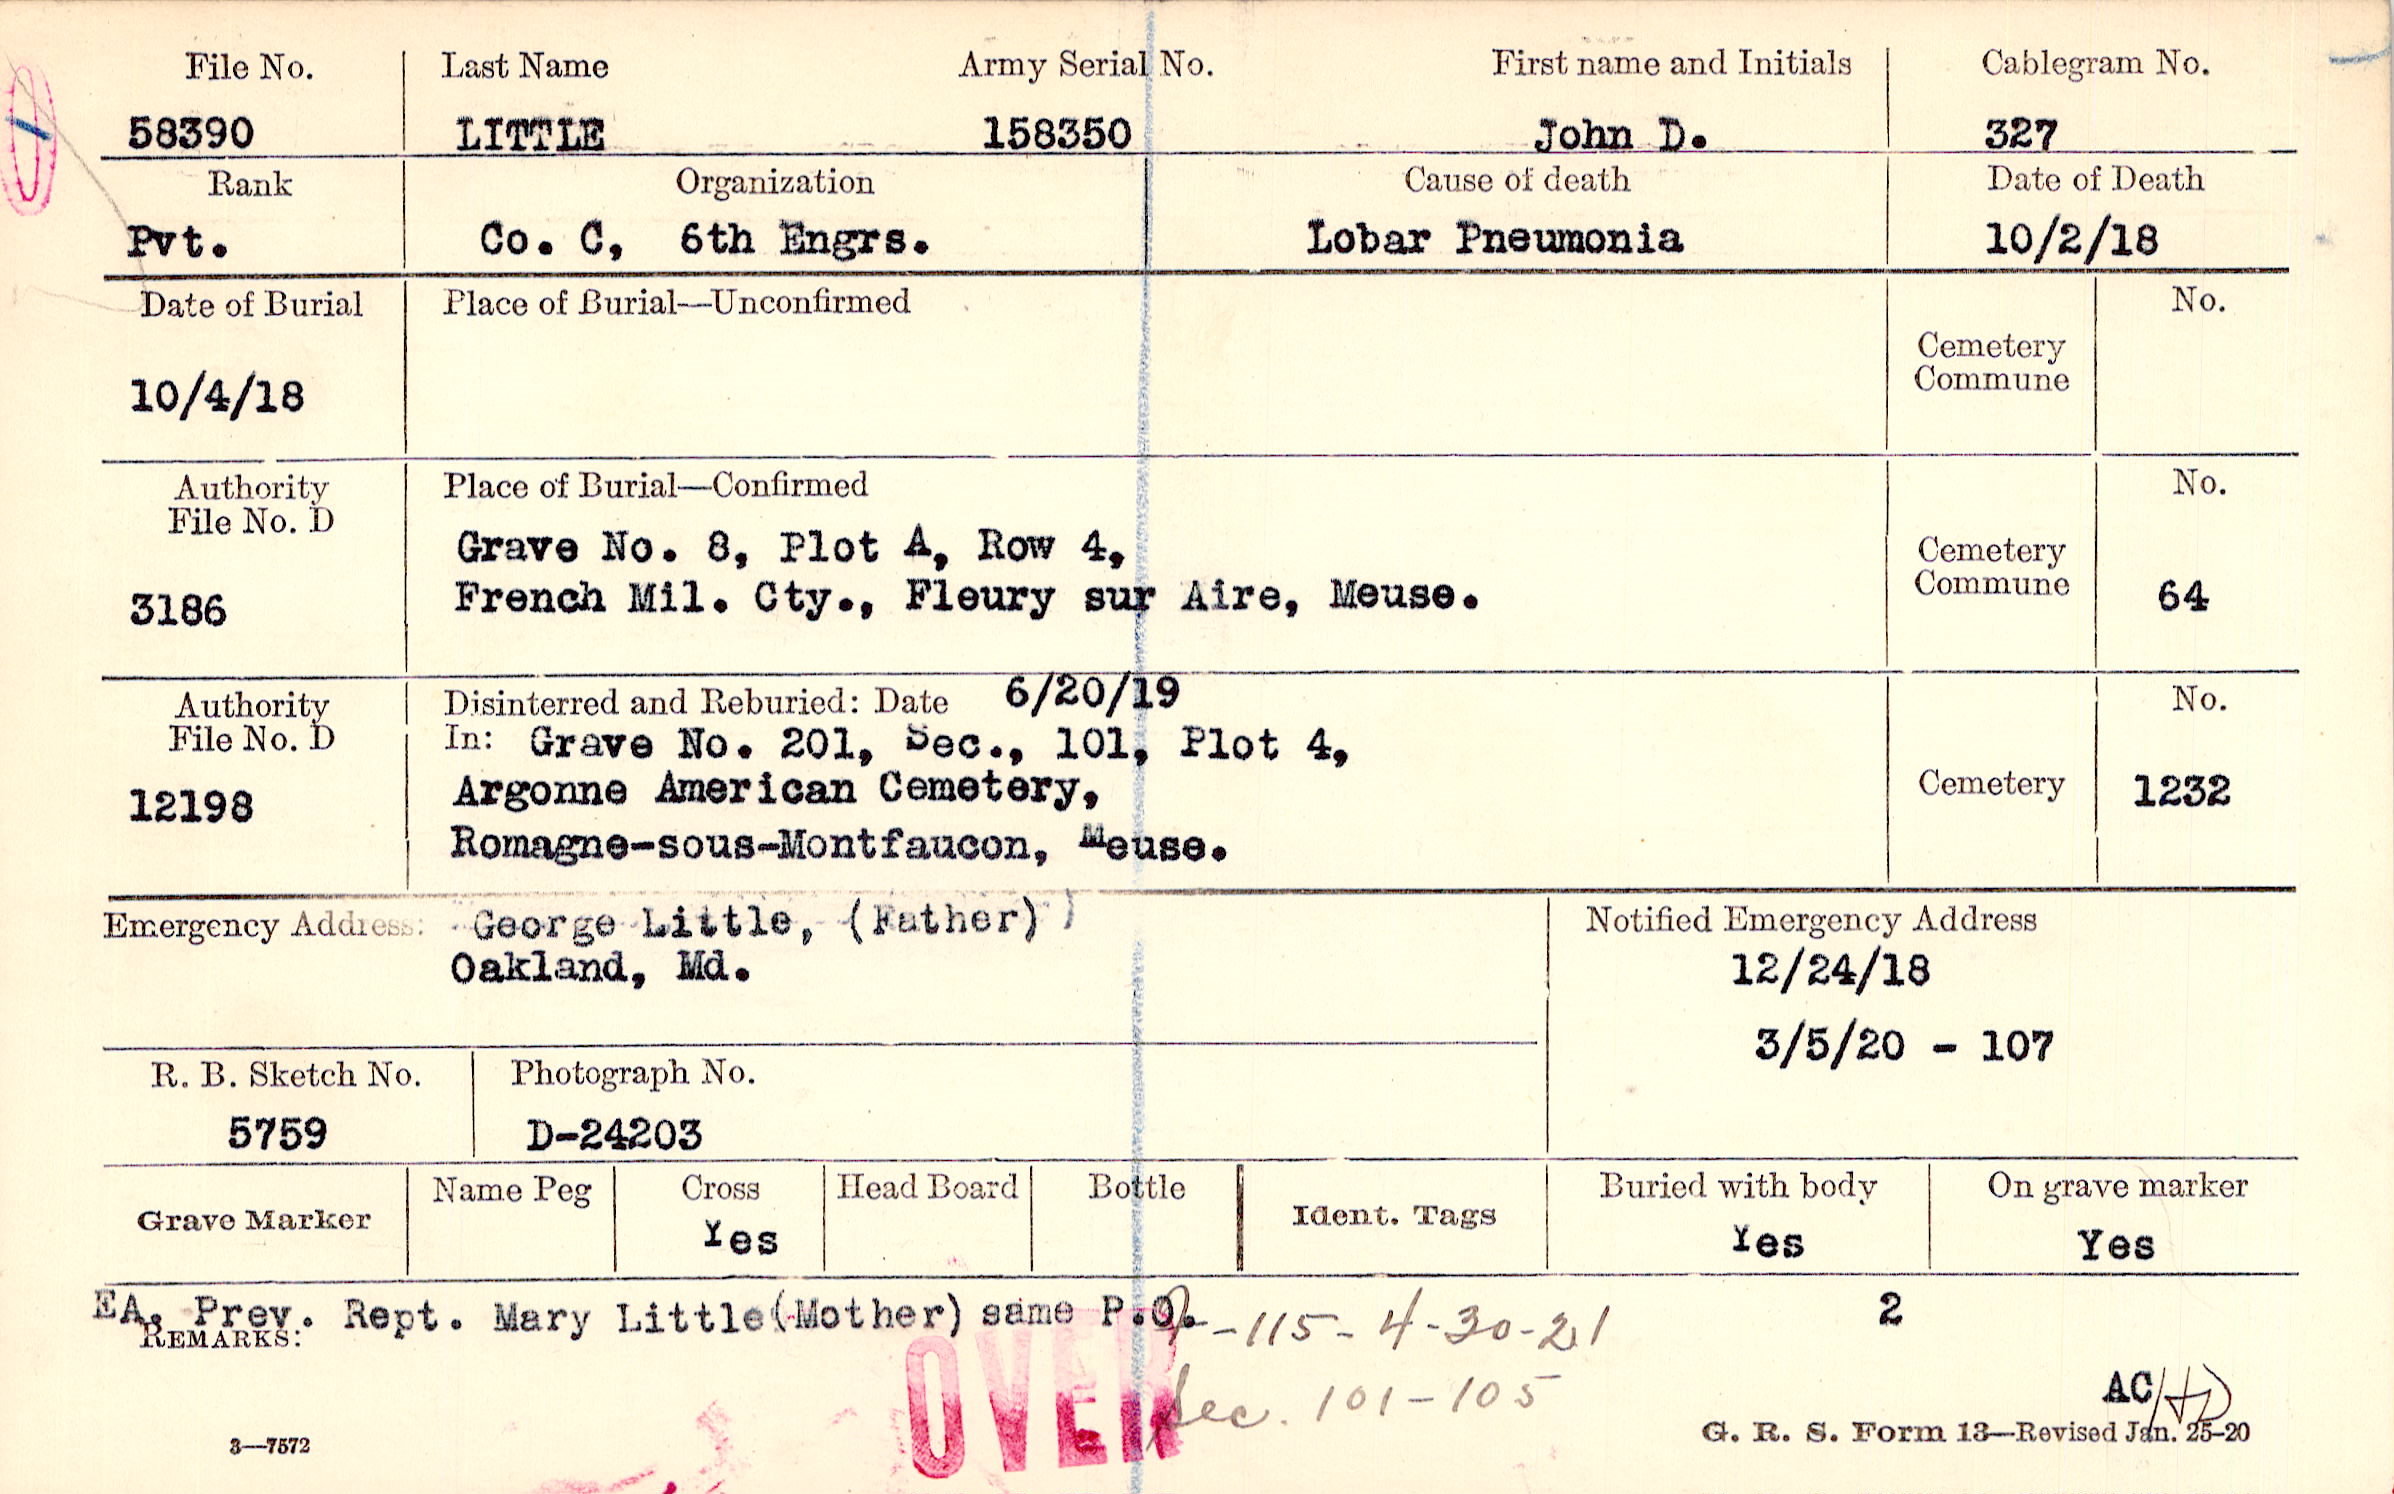 File No. Last Name Army Serial No. First name and Initials Cablegram No.
58390 LITTLE 158350 John D. 327
Rank Organization Cause of death Date of Death
Pvt. Co. C, 6th Engrs. Lobar Pneumonia 10/2/18
Date of Burial Place of Burial—Unconfirmed No.
Cemetery
Commune
10/4/18
Authority Place of Burial—Confirmed No.
File No. D
Grave No. 8, Plot A, Row 4,
Cemetery
Commune
3186 French Mil. Cty., Fleury sur Aire, Meuse. 64
Authority Disinterred and Reburied: Date 6/20/19 No.
File No. D In: Grave No. 201, Sec., 101, Plot 4,
12198 Argonne American Cemetery, Cemetery 1232
Romagne-sous-Montfaucon, Meuse.
Emergency Address: George Little, (Father) Notified Emergency Address
Oakland, Md. 12/24/18
3/5/20 - 107
R. B. Sketch No. Photograph No.
5759 D-24203
Grave Marker Name Peg Cross Head Board Bottle Ident. Tags Buried with body On grave marker
Yes Yes Yes
EA. Prev. Rept. Mary Little(Mother) same P.O. -115-4-30-21 2
REMARKS:
OVER
Sec. 101-105
AC/HD
3—7572 G. R. S. Form 13—Revised Jan. 25-20